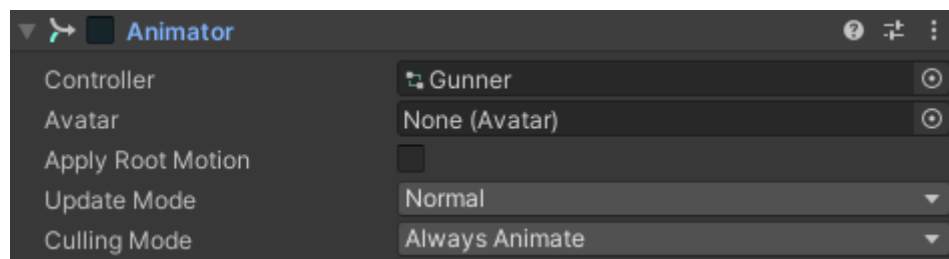 Animator
Controller Gunner
Avatar None (Avatar)
Apply Root Motion
Update Mode Normal
Culling Mode Always Animate